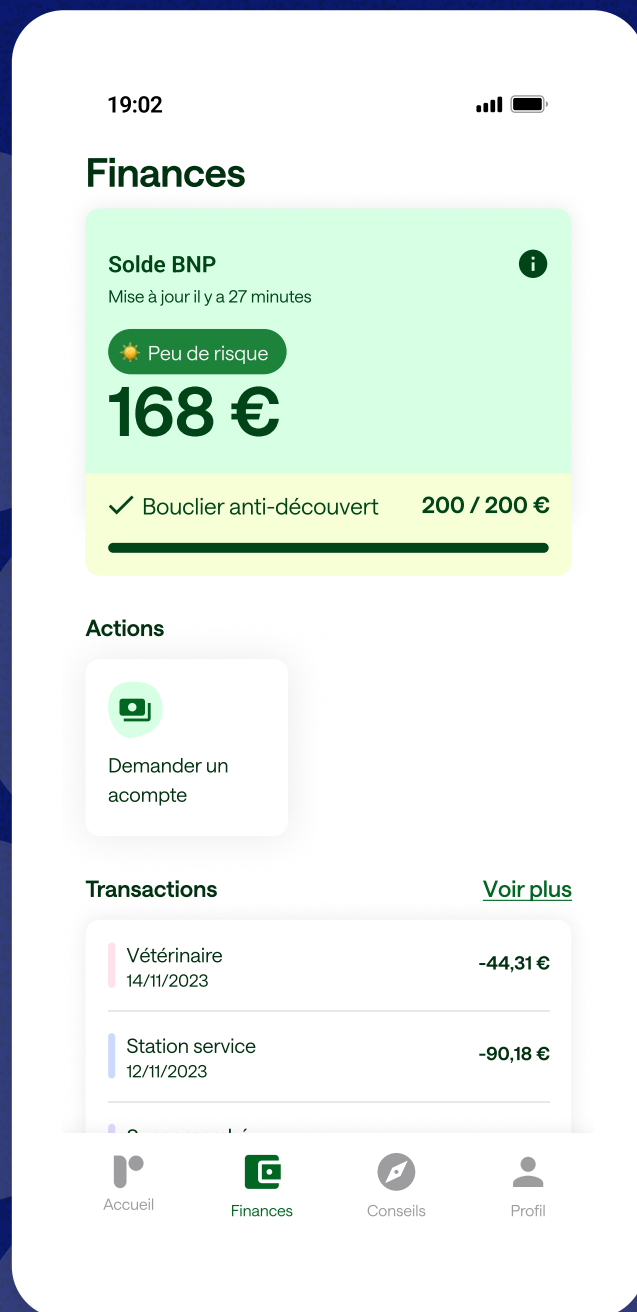 19:02
Finances
Solde BNP
Mise à jour il y a 27 minutes
Peu de risque
168 €
Bouclier anti-découvert 200 / 200 €
Actions
Demander un
acompte
Transactions Voir plus
Vétérinaire
14/11/2023
-44,31 €
Station service
12/11/2023
-90,18 €
Accueil Finances Conseils Profil